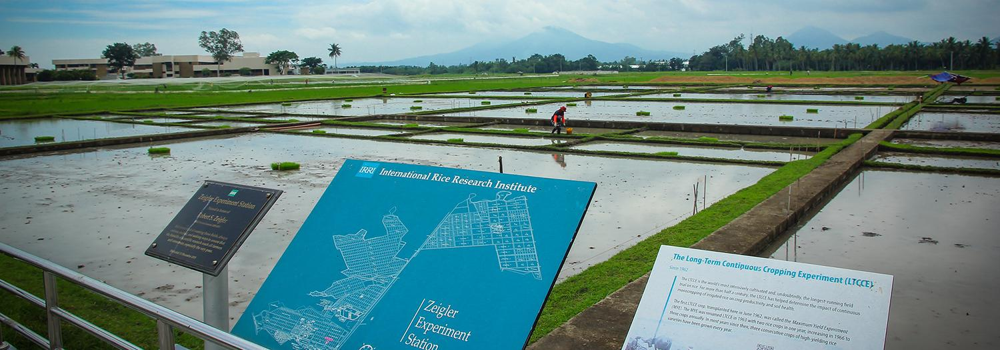 Zeigler Experiment Station
Named in honor of
Robert S. Zeigler
IRRI
International Rice Research Institute
Zeigler
Experiment
Station
The Long-Term Continuous Cropping Experiment (LTCCE)
Since 1962
The LTCCE is the world's most intensively cultivated and, undoubtedly, the longest-running field
trial on rice. For more than half a century, the LTCCE has helped determine the impact of continuous
monocropping of irrigated rice on crop productivity and soil health.
The first LTCCE crop, transplanted here in June 1962, was called the Maximum Yield Experiment
(MYE). The MYE was renamed LTCCE in 1963 with two rice crops in one year, increasing in 1966 to
three crops annually. In most years since then, three consecutive crops of high-yielding rice
varieties have been grown every year.